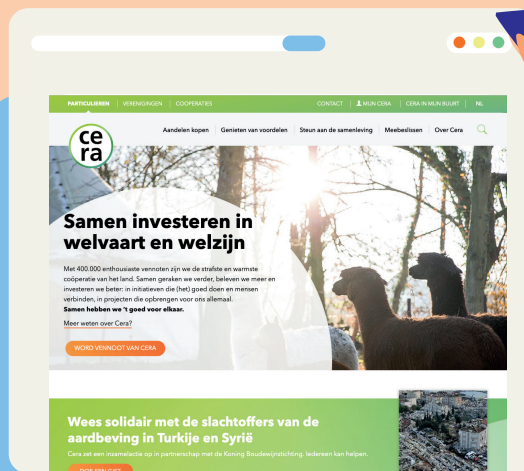 PARTICULIEREN | VERENIGINGEN | COÖPERATIES
CONTACT | MIJN CERA | CERA IN MIJN BUURT | NL
ce
ra
Aandelen kopen | Genieten van voordelen | Steun aan de samenleving | Meebeslissen | Over Cera
Samen investeren in
welvaart en welzijn
Met 400.000 enthousiaste vennoten zijn we de strafste en warmste
coöperatie van het land. Samen geraken we verder, beleven we meer en
investeren we beter: in initiatieven die (het) goed doen en mensen
verbinden, in projecten die opbrengen voor ons allemaal.
Samen hebben we 't goed voor elkaar.
Meer weten over Cera?
WORD VENNOOT VAN CERA
Wees solidair met de slachtoffers van de
aardbeving in Turkije en Syrië
Cera zet een inzamelactie op in partnerschap met de Koning Boudewijnstichting. Iedereen kan helpen.
DOE EEN GIFT